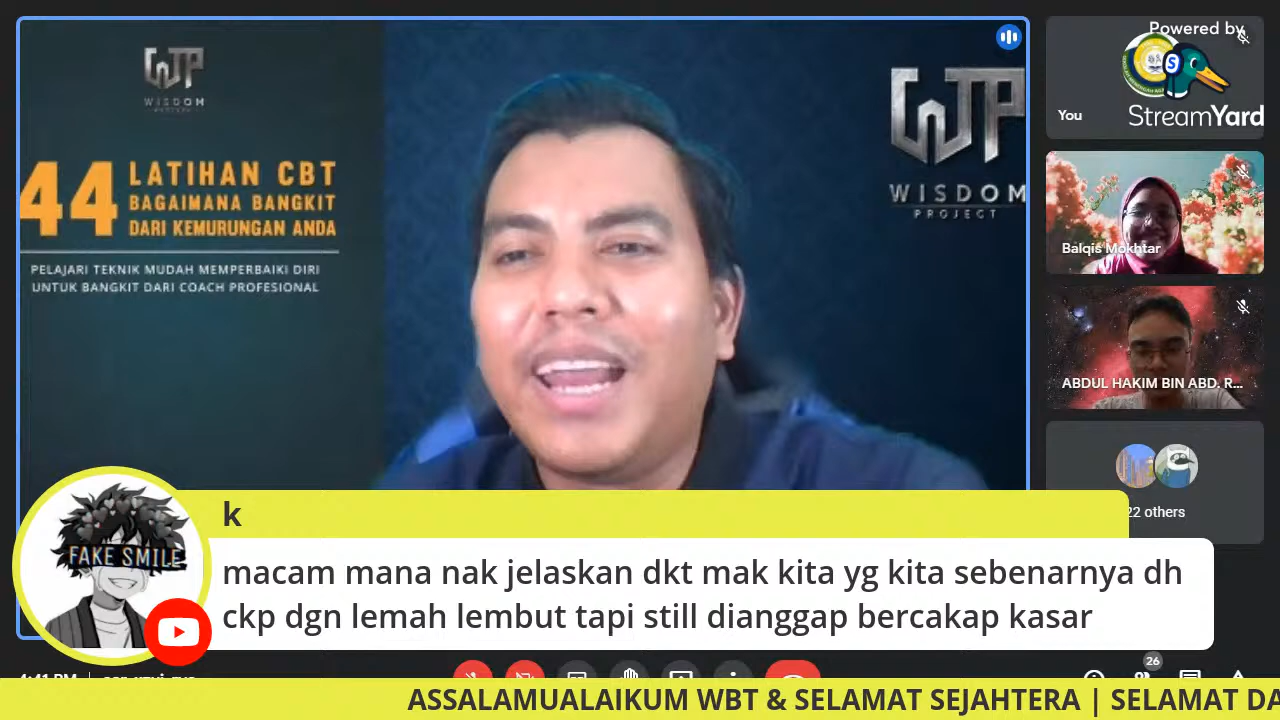 WISDOM
44
LATIHAN CBT
BAGAIMANA BANGKIT
DARI KEMURUNGAN ANDA
PELAJARI TEKNIK MUDAH MEMPERBAIKI DIRI
UNTUK BANGKIT DARI COACH PROFESIONAL
WISDOM
PROJECT
Powered by
StreamYard
You
Balqis Mokhtar
ABDUL HAKIM BIN ABD. R...
22 others
k
FAKE SMILE
macam mana nak jelaskan dkt mak kita yg kita sebenarnya dh
ckp dgn lemah lembut tapi still dianggap bercakap kasar
26
4:41 PM
ASSALAMUALAIKUM WBT & SELAMAT SEJAHTERA | SELAMAT DA